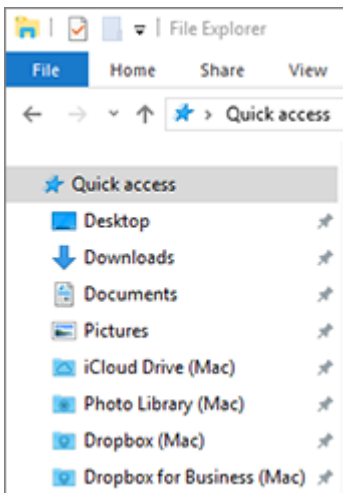 File Explorer
File Home Share View
Quick access
Quick access
Desktop
Downloads
Documents
Pictures
iCloud Drive (Mac)
Photo Library (Mac)
Dropbox (Mac)
Dropbox for Business (Mac)